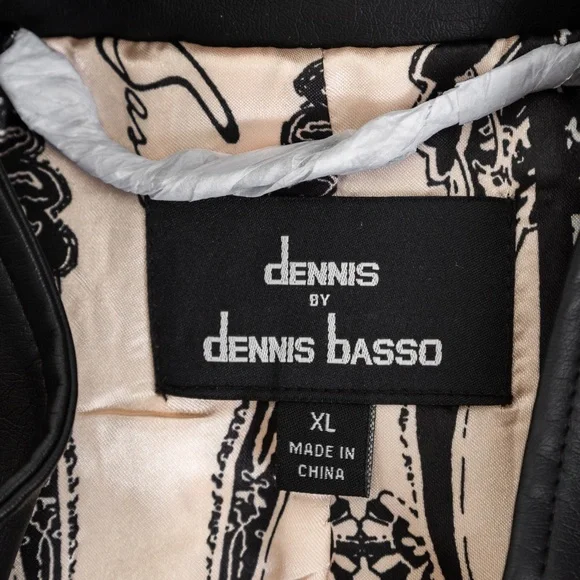 dennis
by
dennis basso
XL
MADE IN
CHINA